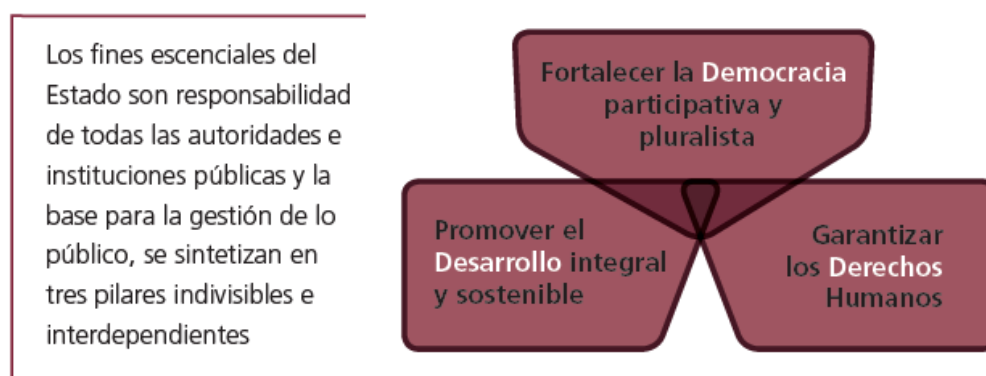 Los fines escenciales del
Estado son responsabilidad
de todas las autoridades e
instituciones públicas y la
base para la gestión de lo
público, se sintetizan en
tres pilares indivisibles e
interdependientes
Fortalecer la Democracia
participativa y
pluralista
Promover el
Desarrollo integral
y sostenible
Garantizar
los Derechos
Humanos